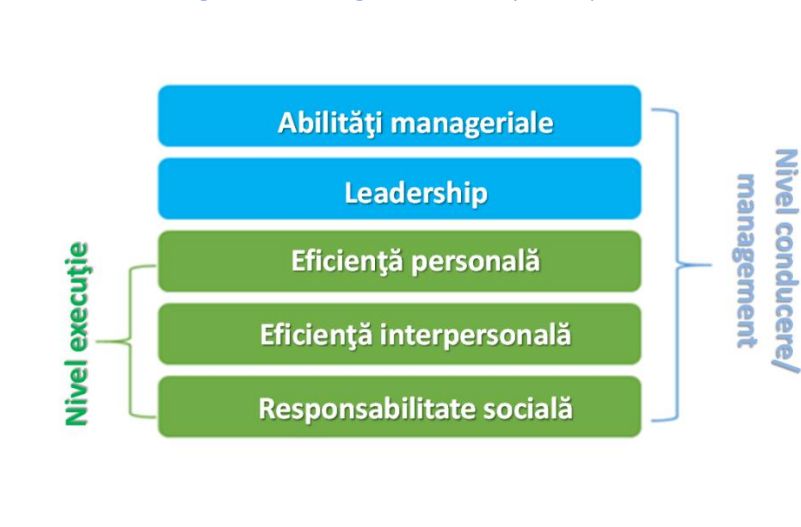 Abilităţi manageriale
Leadership
Eficienţă personală
Eficienţă interpersonală
Responsabilitate socială
Nivel execuţie
Nivel conducere/
management